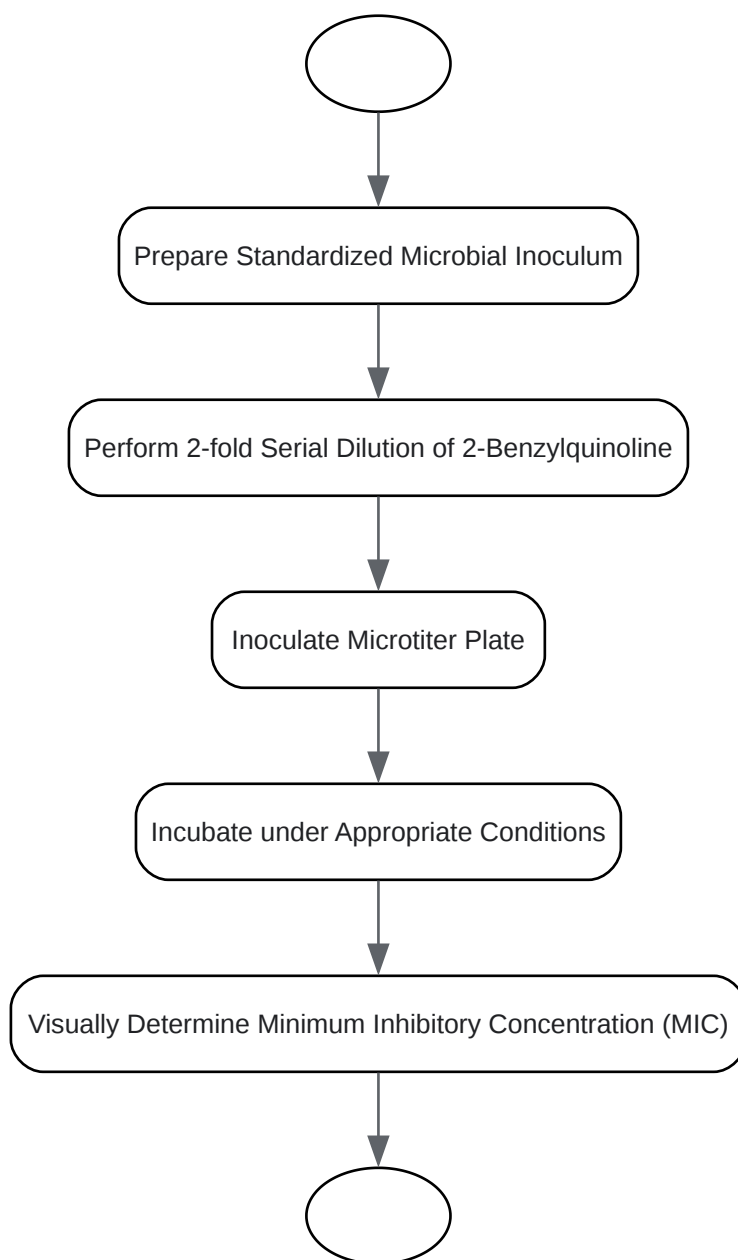 Prepare Standardized Microbial Inoculum
Perform 2-fold Serial Dilution of 2-Benzylquinoline
Inoculate Microtiter Plate
Incubate under Appropriate Conditions
Visually Determine Minimum Inhibitory Concentration (MIC)